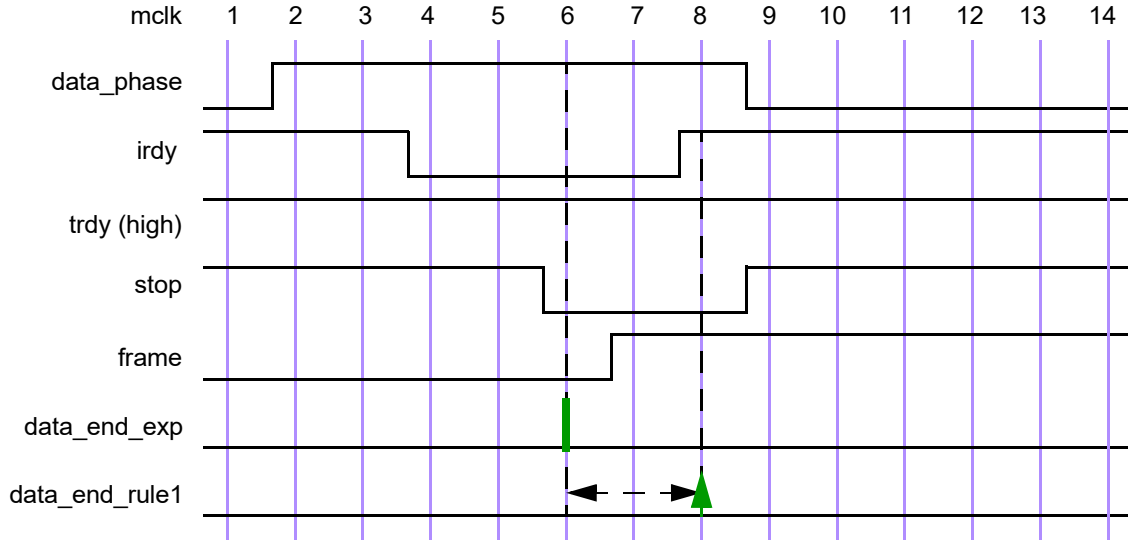 mclk 1 2 3 4 5 6 7 8 9 10 11 12 13 14
data_phase
irdy
trdy (high)
stop
frame
data_end_exp
data_end_rule1